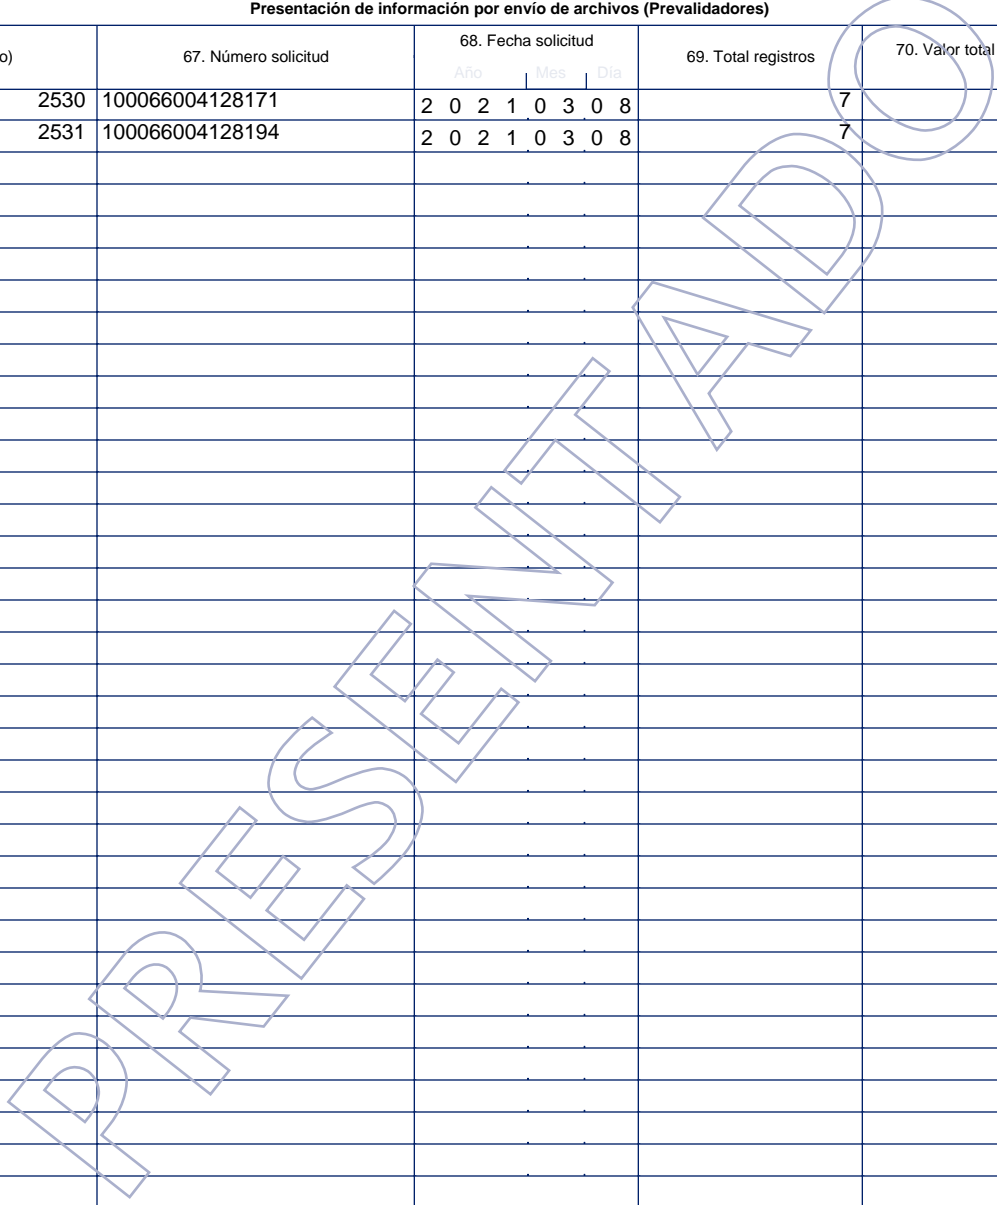 Presentación de información por envío de archivos (Prevalidadores)
o) 67. Número solicitud 68. Fecha solicitud 69. Total registros 70. Valor total
Año Mes Día
2530 100066004128171 2 0 2 1 0 3 0 8 7
2531 100066004128194 2 0 2 1 0 3 0 8 7
PRESENTADO